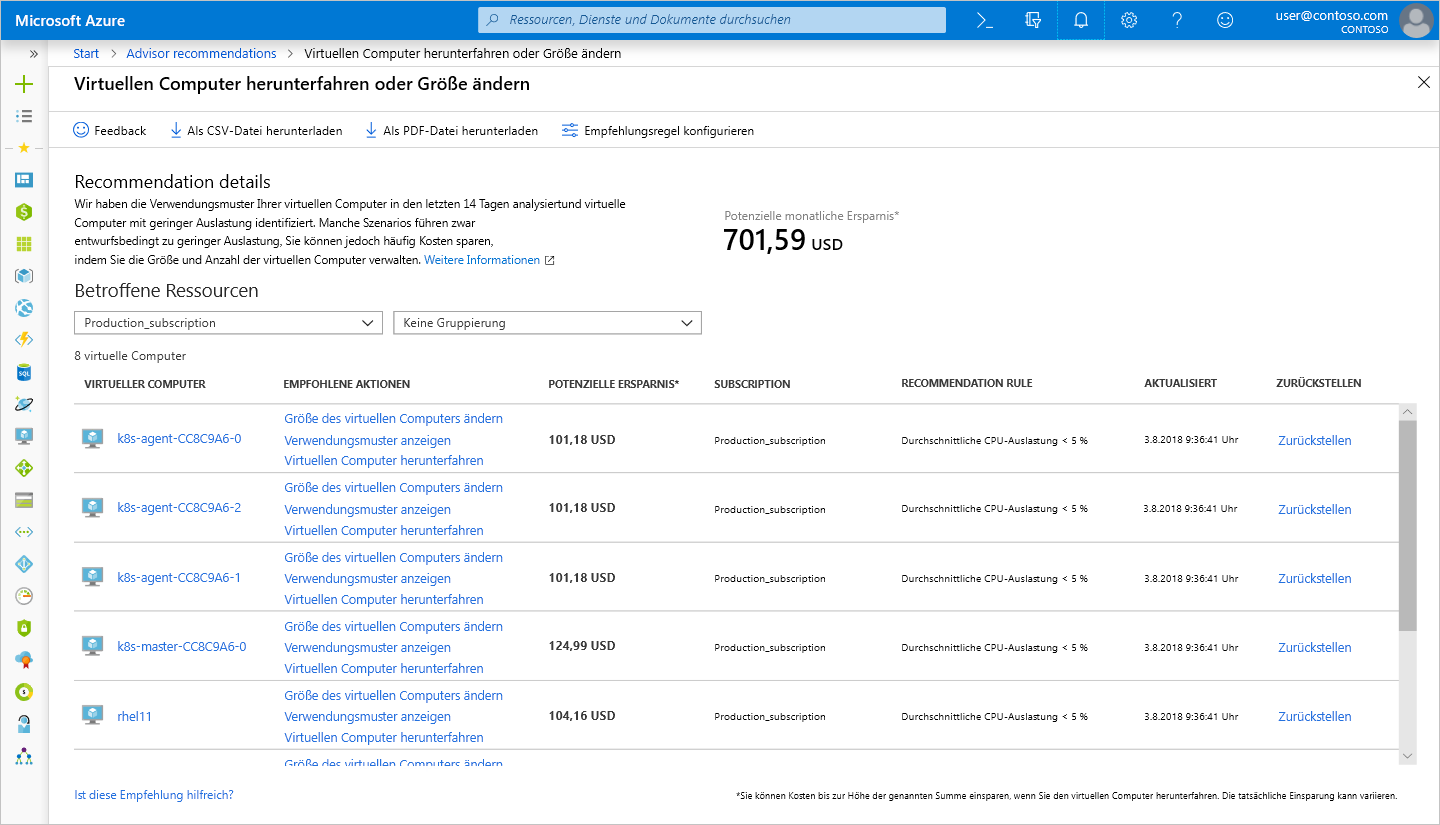 Microsoft Azure
Ressourcen, Dienste und Dokumente durchsuchen
user@contoso.com
CONTOSO
Start > Advisor recommendations > Virtuellen Computer herunterfahren oder Größe ändern
Virtuellen Computer herunterfahren oder Größe ändern
Feedback Als CSV-Datei herunterladen Als PDF-Datei herunterladen Empfehlungsregel konfigurieren
Recommendation details
Wir haben die Verwendungsmuster Ihrer virtuellen Computer in den letzten 14 Tagen analysiertund virtuelle
Computer mit geringer Auslastung identifiziert. Manche Szenarios führen zwar
entwurfsbedingt zu geringer Auslastung, Sie können jedoch häufig Kosten sparen,
indem Sie die Größe und Anzahl der virtuellen Computer verwalten. Weitere Informationen
Potenzielle monatliche Ersparnis*
701,59 USD
Betroffene Ressourcen
Production_subscription Keine Gruppierung
8 virtuelle Computer
VIRTUELLER COMPUTER EMPFOHLENE AKTIONEN POTENZIELLE ERSPARNIS* SUBSCRIPTION RECOMMENDATION RULE AKTUALISIERT ZURÜCKSTELLEN
Größe des virtuellen Computers ändern
k8s-agent-CC8C9A6-0 Verwendungsmuster anzeigen 101,18 USD Production_subscription Durchschnittliche CPU-Auslastung < 5 % 3.8.2018 9:36:41 Uhr Zurückstellen
Virtuellen Computer herunterfahren
Größe des virtuellen Computers ändern
k8s-agent-CC8C9A6-2 Verwendungsmuster anzeigen 101,18 USD Production_subscription Durchschnittliche CPU-Auslastung < 5 % 3.8.2018 9:36:41 Uhr Zurückstellen
Virtuellen Computer herunterfahren
Größe des virtuellen Computers ändern
k8s-agent-CC8C9A6-1 Verwendungsmuster anzeigen 101,18 USD Production_subscription Durchschnittliche CPU-Auslastung < 5 % 3.8.2018 9:36:41 Uhr Zurückstellen
Virtuellen Computer herunterfahren
Größe des virtuellen Computers ändern
k8s-master-CC8C9A6-0 Verwendungsmuster anzeigen 124,99 USD Production_subscription Durchschnittliche CPU-Auslastung < 5 % 3.8.2018 9:36:41 Uhr Zurückstellen
Virtuellen Computer herunterfahren
Größe des virtuellen Computers ändern
rhel11 Verwendungsmuster anzeigen 104,16 USD Production_subscription Durchschnittliche CPU-Auslastung < 5 % 3.8.2018 9:36:41 Uhr Zurückstellen
Virtuellen Computer herunterfahren
Größe des virtuellen Computers ändern
Ist diese Empfehlung hilfreich?
*Sie können Kosten bis zur Höhe der genannten Summe einsparen, wenn Sie den virtuellen Computer herunterfahren. Die tatsächliche Einsparung kann variieren.